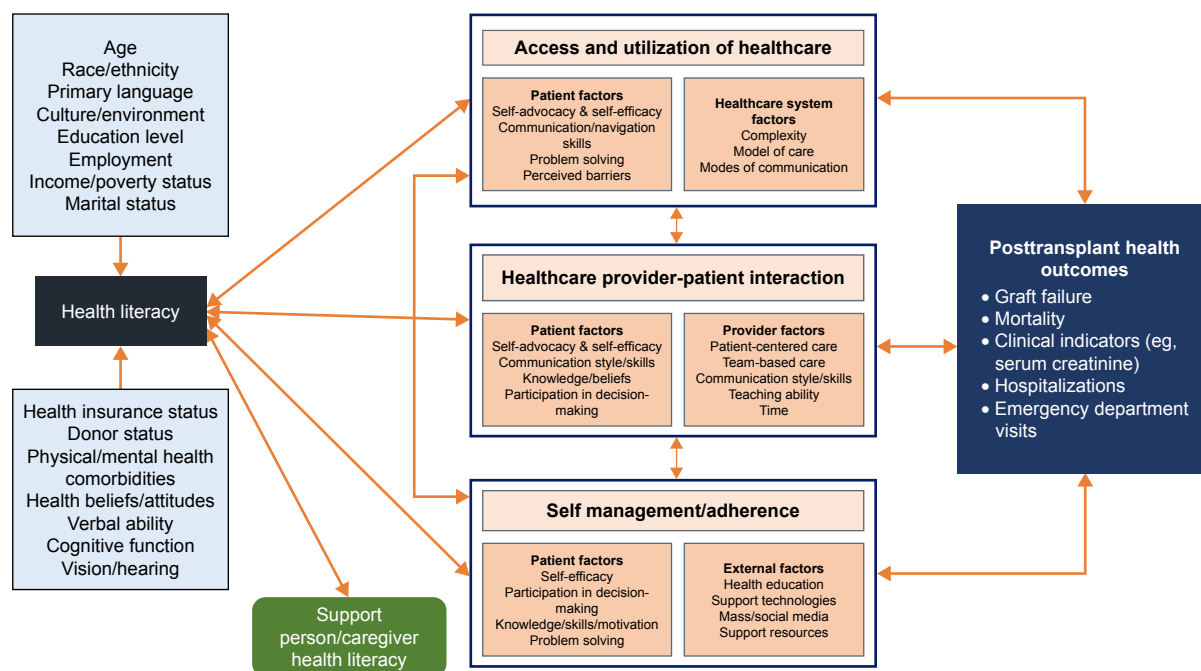 Age
Race/ethnicity
Primary language
Culture/environment
Education level
Employment
Income/poverty status
Marital status
Health literacy
Health insurance status
Donor status
Physical/mental health
comorbidities
Health beliefs/attitudes
Verbal ability
Cognitive function
Vision/hearing
Support
person/caregiver
health literacy
Access and utilization of healthcare
Patient factors
Self-advocacy & self-efficacy
Communication/navigation
skills
Problem solving
Perceived barriers
Healthcare system
factors
Complexity
Model of care
Modes of communication
Healthcare provider-patient interaction
Patient factors
Self-advocacy & self-efficacy
Communication style/skills
Knowledge/beliefs
Participation in decision-
making
Provider factors
Patient-centered care
Team-based care
Communication style/skills
Teaching ability
Time
Self management/adherence
Patient factors
Self-efficacy
Participation in decision-
making
Knowledge/skills/motivation
Problem solving
External factors
Health education
Support technologies
Mass/social media
Support resources
Posttransplant health
outcomes
• Graft failure
• Mortality
• Clinical indicators (eg,
serum creatinine)
• Hospitalizations
• Emergency department
visits